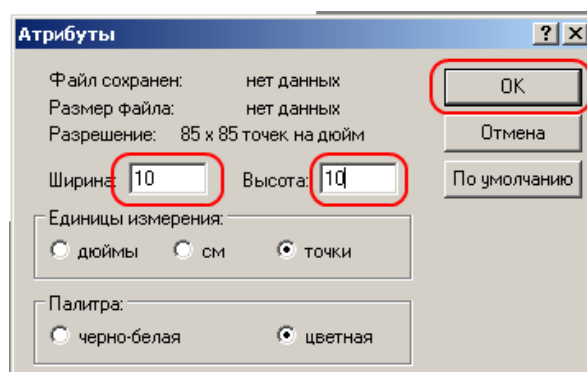 Атрибуты
Файл сохранен: нет данных
Размер файла: нет данных
Разрешение: 85 x 85 точек на дюйм
Ширина: 10 Высота: 10
OK
Отмена
По умолчанию
Единицы измерения:
дюймы см точки
Палитра:
черно-белая цветная